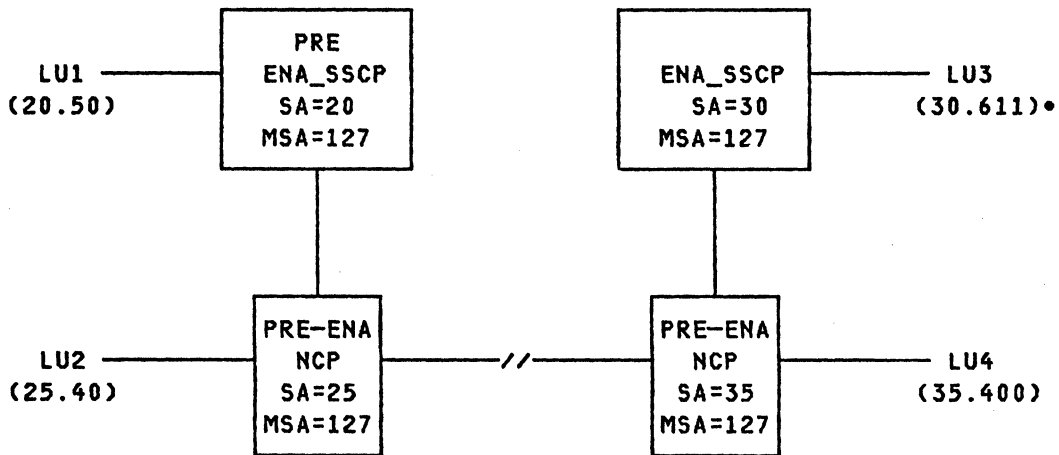 PRE
ENA_SSCP
SA=20
MSA=127
LU1
(20.50)
ENA_SSCP
SA=30
MSA=127
LU3
(30.611)•
PRE-ENA
NCP
SA=25
MSA=127
LU2
(25.40)
//
PRE-ENA
NCP
SA=35
MSA=127
LU4
(35.400)